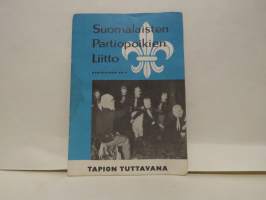 Suomalaisten
Partiopoikien
Liitto
TAPION TUTTAVANA